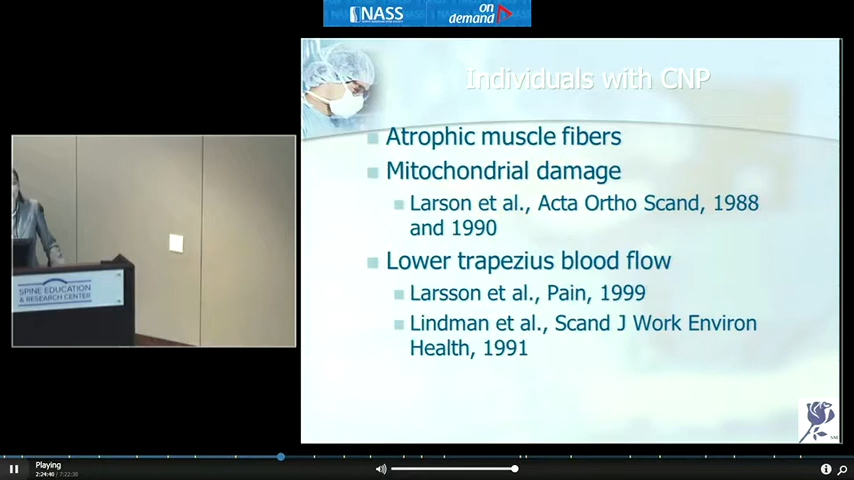 NASS
on
demand
Individuals with CNP
Atrophic muscle fibers
Mitochondrial damage
Larson et al., Acta Ortho Scand, 1988
and 1990
Lower trapezius blood flow
Larsson et al., Pain, 1999
Lindman et al., Scand J Work Environ
Health, 1991
SPINE EDUCATION
& RESEARCH CENTER
SM
Playing
2:24:40 / 7:22:38